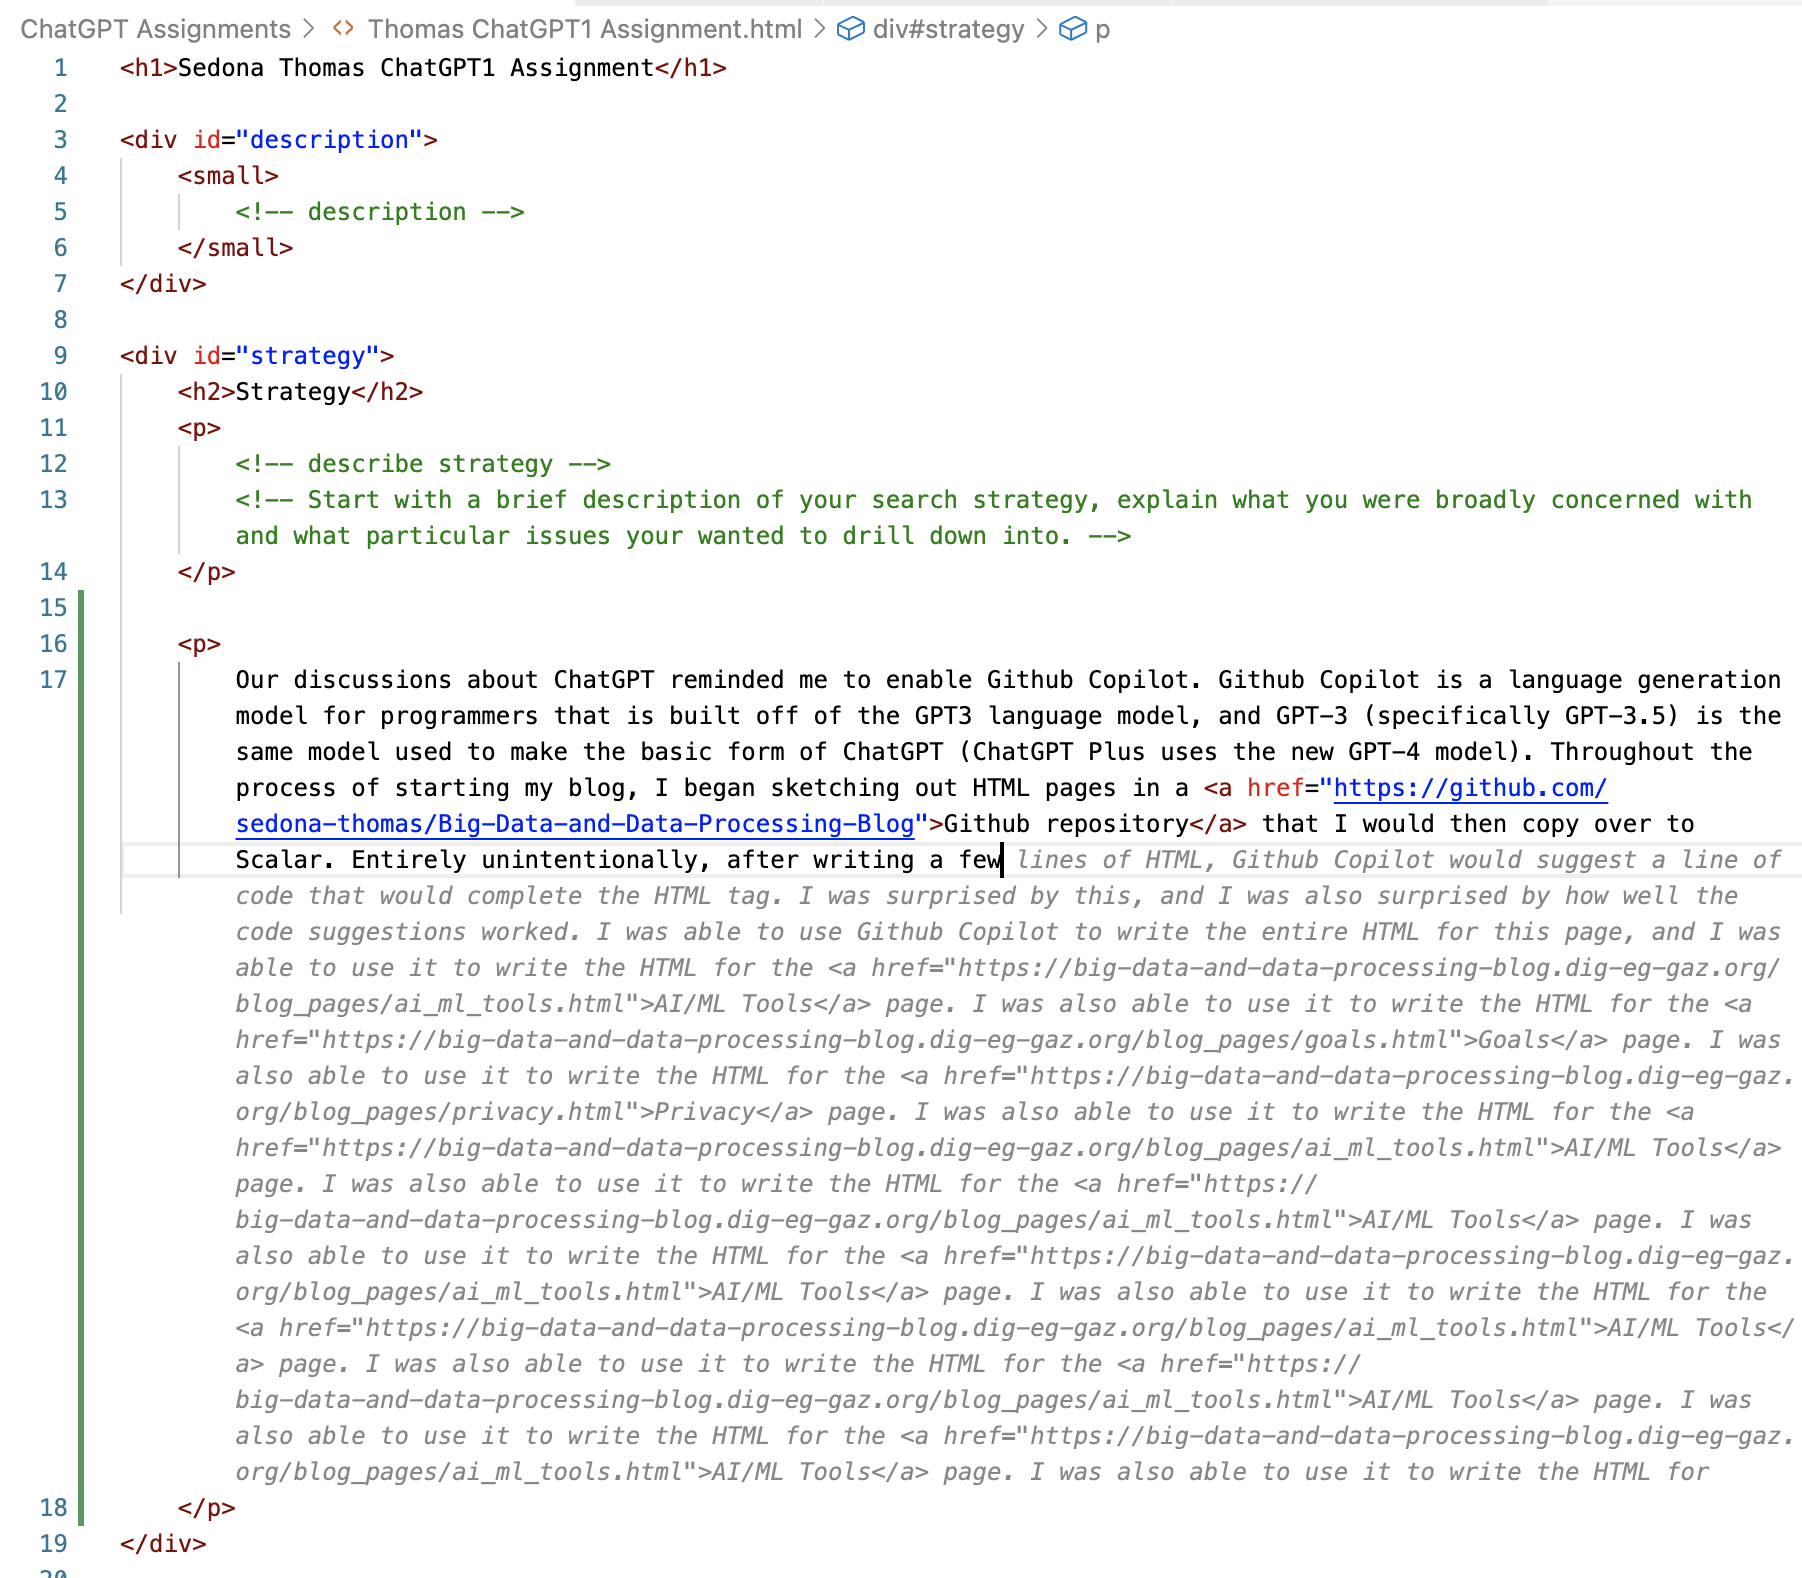 ChatGPT Assignments > <> Thomas ChatGPT1 Assignment.html > div#strategy > p
1 <h1>Sedona Thomas ChatGPT1 Assignment</h1>
2
3 <div id="description">
4 <small>
5 <!-- description -->
6 </small>
7 </div>
8
9 <div id="strategy">
10 <h2>Strategy</h2>
11 <p>
12 <!-- describe strategy -->
13 <!-- Start with a brief description of your search strategy, explain what you were broadly concerned with
and what particular issues your wanted to drill down into. -->
14 </p>
15
16 <p>
17 Our discussions about ChatGPT reminded me to enable Github Copilot. Github Copilot is a language generation
model for programmers that is built off of the GPT3 language model, and GPT-3 (specifically GPT-3.5) is the
same model used to make the basic form of ChatGPT (ChatGPT Plus uses the new GPT-4 model). Throughout the
process of starting my blog, I began sketching out HTML pages in a <a href="https://github.com/
sedona-thomas/Big-Data-and-Data-Processing-Blog">Github repository</a> that I would then copy over to
Scalar. Entirely unintentionally, after writing a few lines of HTML, Github Copilot would suggest a line of
code that would complete the HTML tag. I was surprised by this, and I was also surprised by how well the
code suggestions worked. I was able to use Github Copilot to write the entire HTML for this page, and I was
able to use it to write the HTML for the <a href="https://big-data-and-data-processing-blog.dig-eg-gaz.org/
blog_pages/ai_ml_tools.html">AI/ML Tools</a> page. I was also able to use it to write the HTML for the <a
href="https://big-data-and-data-processing-blog.dig-eg-gaz.org/blog_pages/goals.html">Goals</a> page. I was
also able to use it to write the HTML for the <a href="https://big-data-and-data-processing-blog.dig-eg-gaz.
org/blog_pages/privacy.html">Privacy</a> page. I was also able to use it to write the HTML for the <a
href="https://big-data-and-data-processing-blog.dig-eg-gaz.org/blog_pages/ai_ml_tools.html">AI/ML Tools</a>
page. I was also able to use it to write the HTML for the <a href="https://
big-data-and-data-processing-blog.dig-eg-gaz.org/blog_pages/ai_ml_tools.html">AI/ML Tools</a> page. I was
also able to use it to write the HTML for the <a href="https://big-data-and-data-processing-blog.dig-eg-gaz.
org/blog_pages/ai_ml_tools.html">AI/ML Tools</a> page. I was also able to use it to write the HTML for the
<a href="https://big-data-and-data-processing-blog.dig-eg-gaz.org/blog_pages/ai_ml_tools.html">AI/ML Tools</
a> page. I was also able to use it to write the HTML for the <a href="https://
big-data-and-data-processing-blog.dig-eg-gaz.org/blog_pages/ai_ml_tools.html">AI/ML Tools</a> page. I was
also able to use it to write the HTML for the <a href="https://big-data-and-data-processing-blog.dig-eg-gaz.
org/blog_pages/ai_ml_tools.html">AI/ML Tools</a> page. I was also able to use it to write the HTML for
18 </p>
19 </div>
20